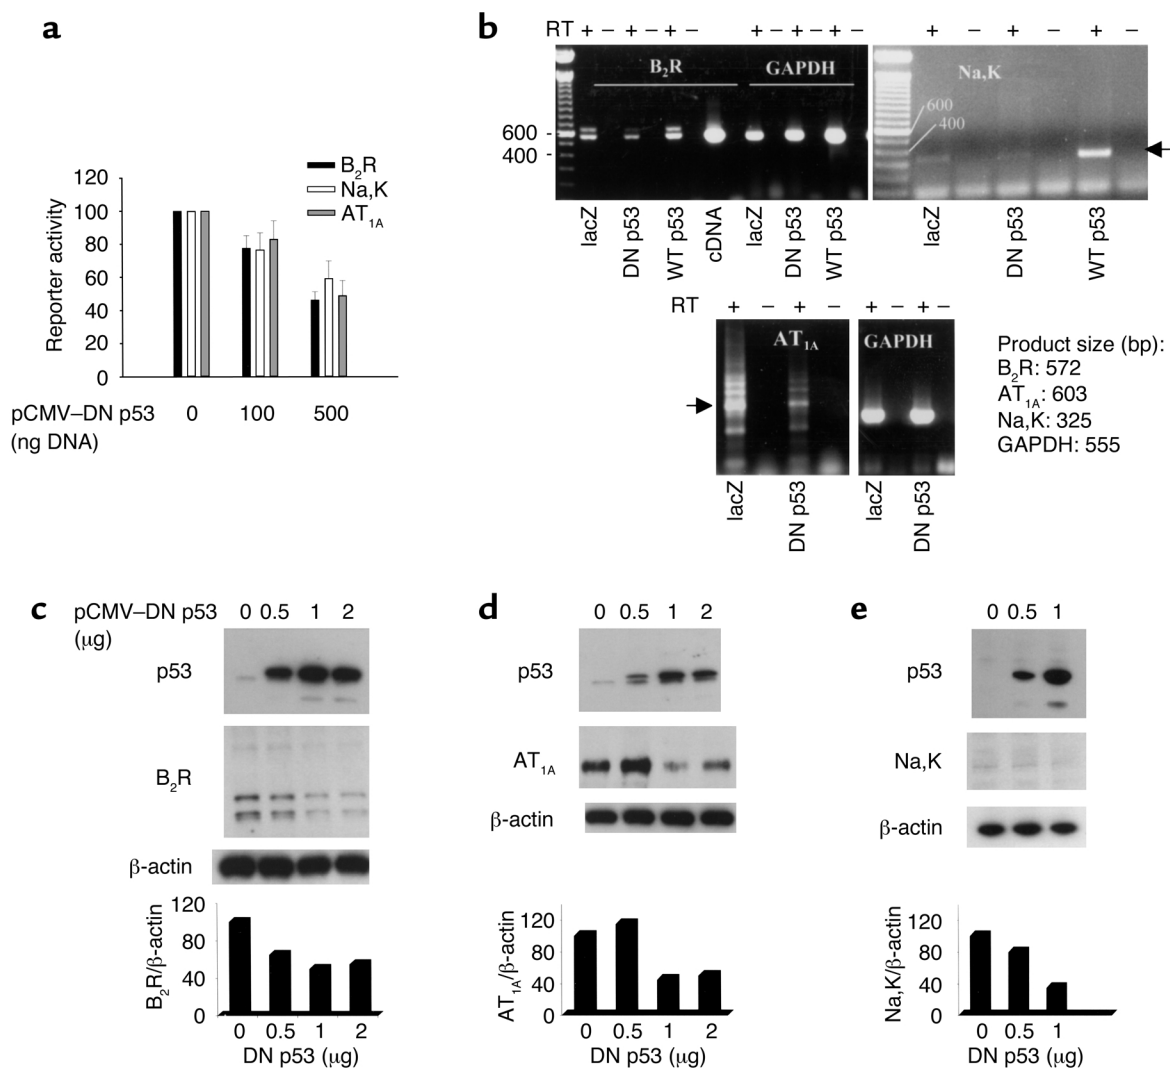 a
B2R
Na,K
AT1A
Reporter activity
120
100
80
60
40
20
0
pCMV–DN p53
(ng DNA)
0 100 500
b
RT + – + – + – + – + – + – + – + – + –
B2R GAPDH Na,K
600
400
600 -
400 -
lacZ DN p53 WT p53 cDNA lacZ DN p53 WT p53 lacZ DN p53 WT p53
RT + – + – + – + –
AT1A GAPDH
lacZ DN p53 lacZ DN p53
Product size (bp):
B2R: 572
AT1A: 603
Na,K: 325
GAPDH: 555
c
pCMV–DN p53 0 0.5 1 2
(µg)
p53
B2R
β-actin
B2R/β-actin
120
80
40
0
0 0.5 1 2
DN p53 (µg)
d
0 0.5 1 2
p53
AT1A
β-actin
AT1A/β-actin
120
80
40
0
0 0.5 1 2
DN p53 (µg)
e
0 0.5 1
p53
Na,K
β-actin
Na,K/β-actin
120
80
40
0
0 0.5 1
DN p53 (µg)